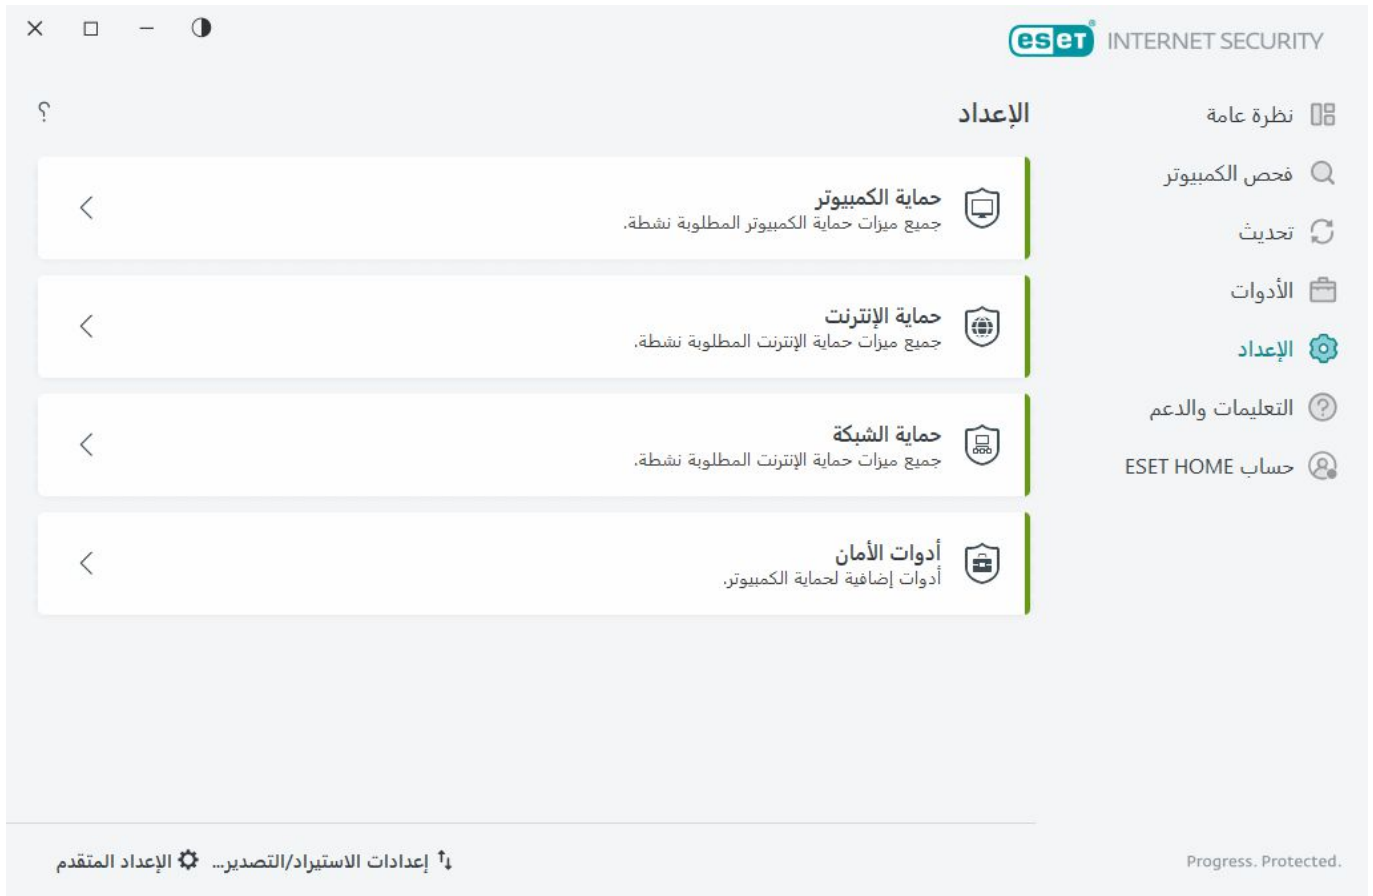 eset® INTERNET SECURITY
نظرة عامة
فحص الكمبيوتر
تحديث
الأدوات
الإعداد
التعليمات والدعم
حساب ESET HOME
الإعداد
؟
حماية الكمبيوتر
جميع ميزات حماية الكمبيوتر المطلوبة نشطة.
حماية الإنترنت
جميع ميزات حماية الإنترنت المطلوبة نشطة.
حماية الشبكة
جميع ميزات حماية الإنترنت المطلوبة نشطة.
أدوات الأمان
أدوات إضافية لحماية الكمبيوتر.
إعدادات الاستيراد/التصدير... الإعداد المتقدم
Progress. Protected.